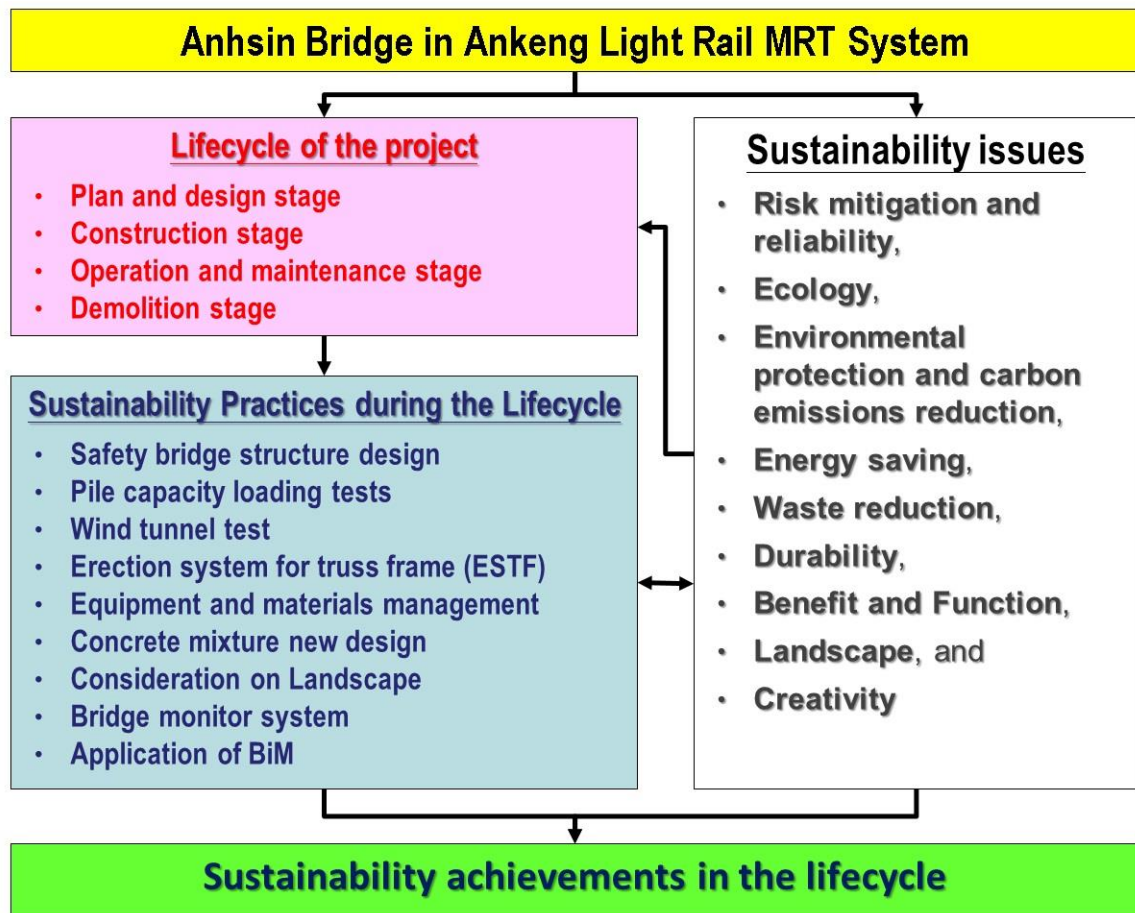 Anhsin Bridge in Ankeng Light Rail MRT System
Lifecycle of the project
• Plan and design stage
• Construction stage
• Operation and maintenance stage
• Demolition stage
Sustainability Practices during the Lifecycle
• Safety bridge structure design
• Pile capacity loading tests
• Wind tunnel test
• Erection system for truss frame (ESTF)
• Equipment and materials management
• Concrete mixture new design
• Consideration on Landscape
• Bridge monitor system
• Application of BiM
Sustainability issues
• Risk mitigation and
reliability,
• Ecology,
• Environmental
protection and carbon
emissions reduction,
• Energy saving,
• Waste reduction,
• Durability,
• Benefit and Function,
• Landscape, and
• Creativity
Sustainability achievements in the lifecycle